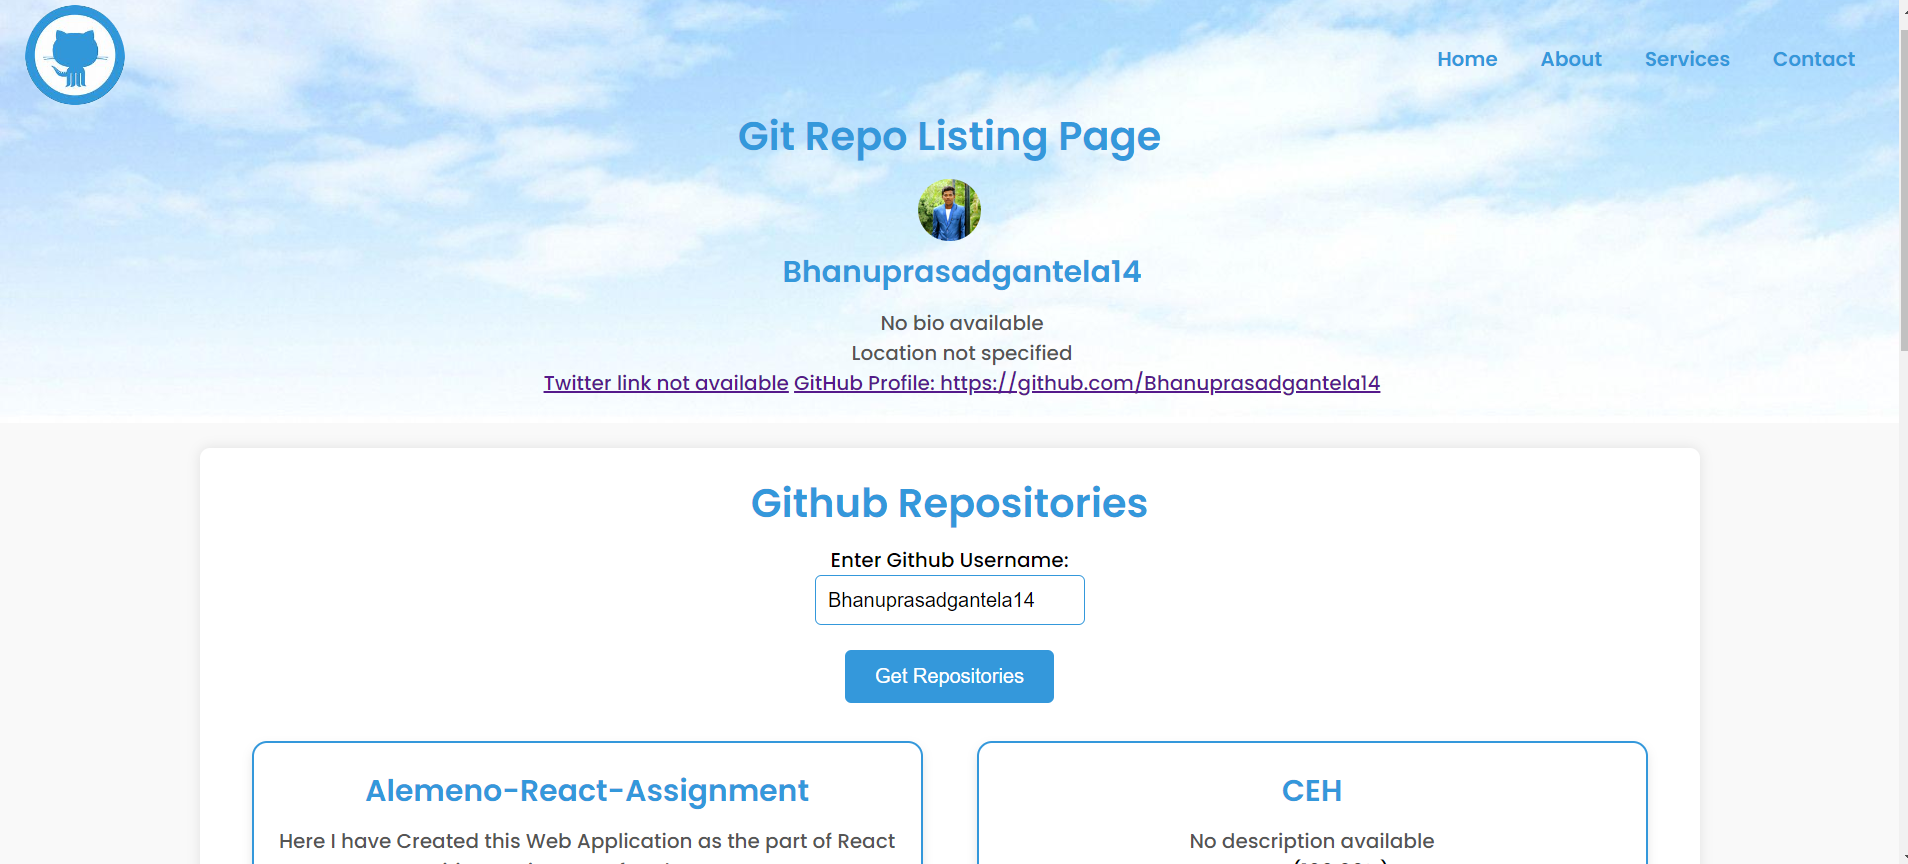 Home About Services Contact
Git Repo Listing Page
Bhanuprasadgantela14
No bio available
Location not specified
Twitter link not available GitHub Profile: https://github.com/Bhanuprasadgantela14
Github Repositories
Enter Github Username:
Bhanuprasadgantela14
Get Repositories
Alemeno-React-Assignment
Here I have Created this Web Application as the part of React
CEH
No description available